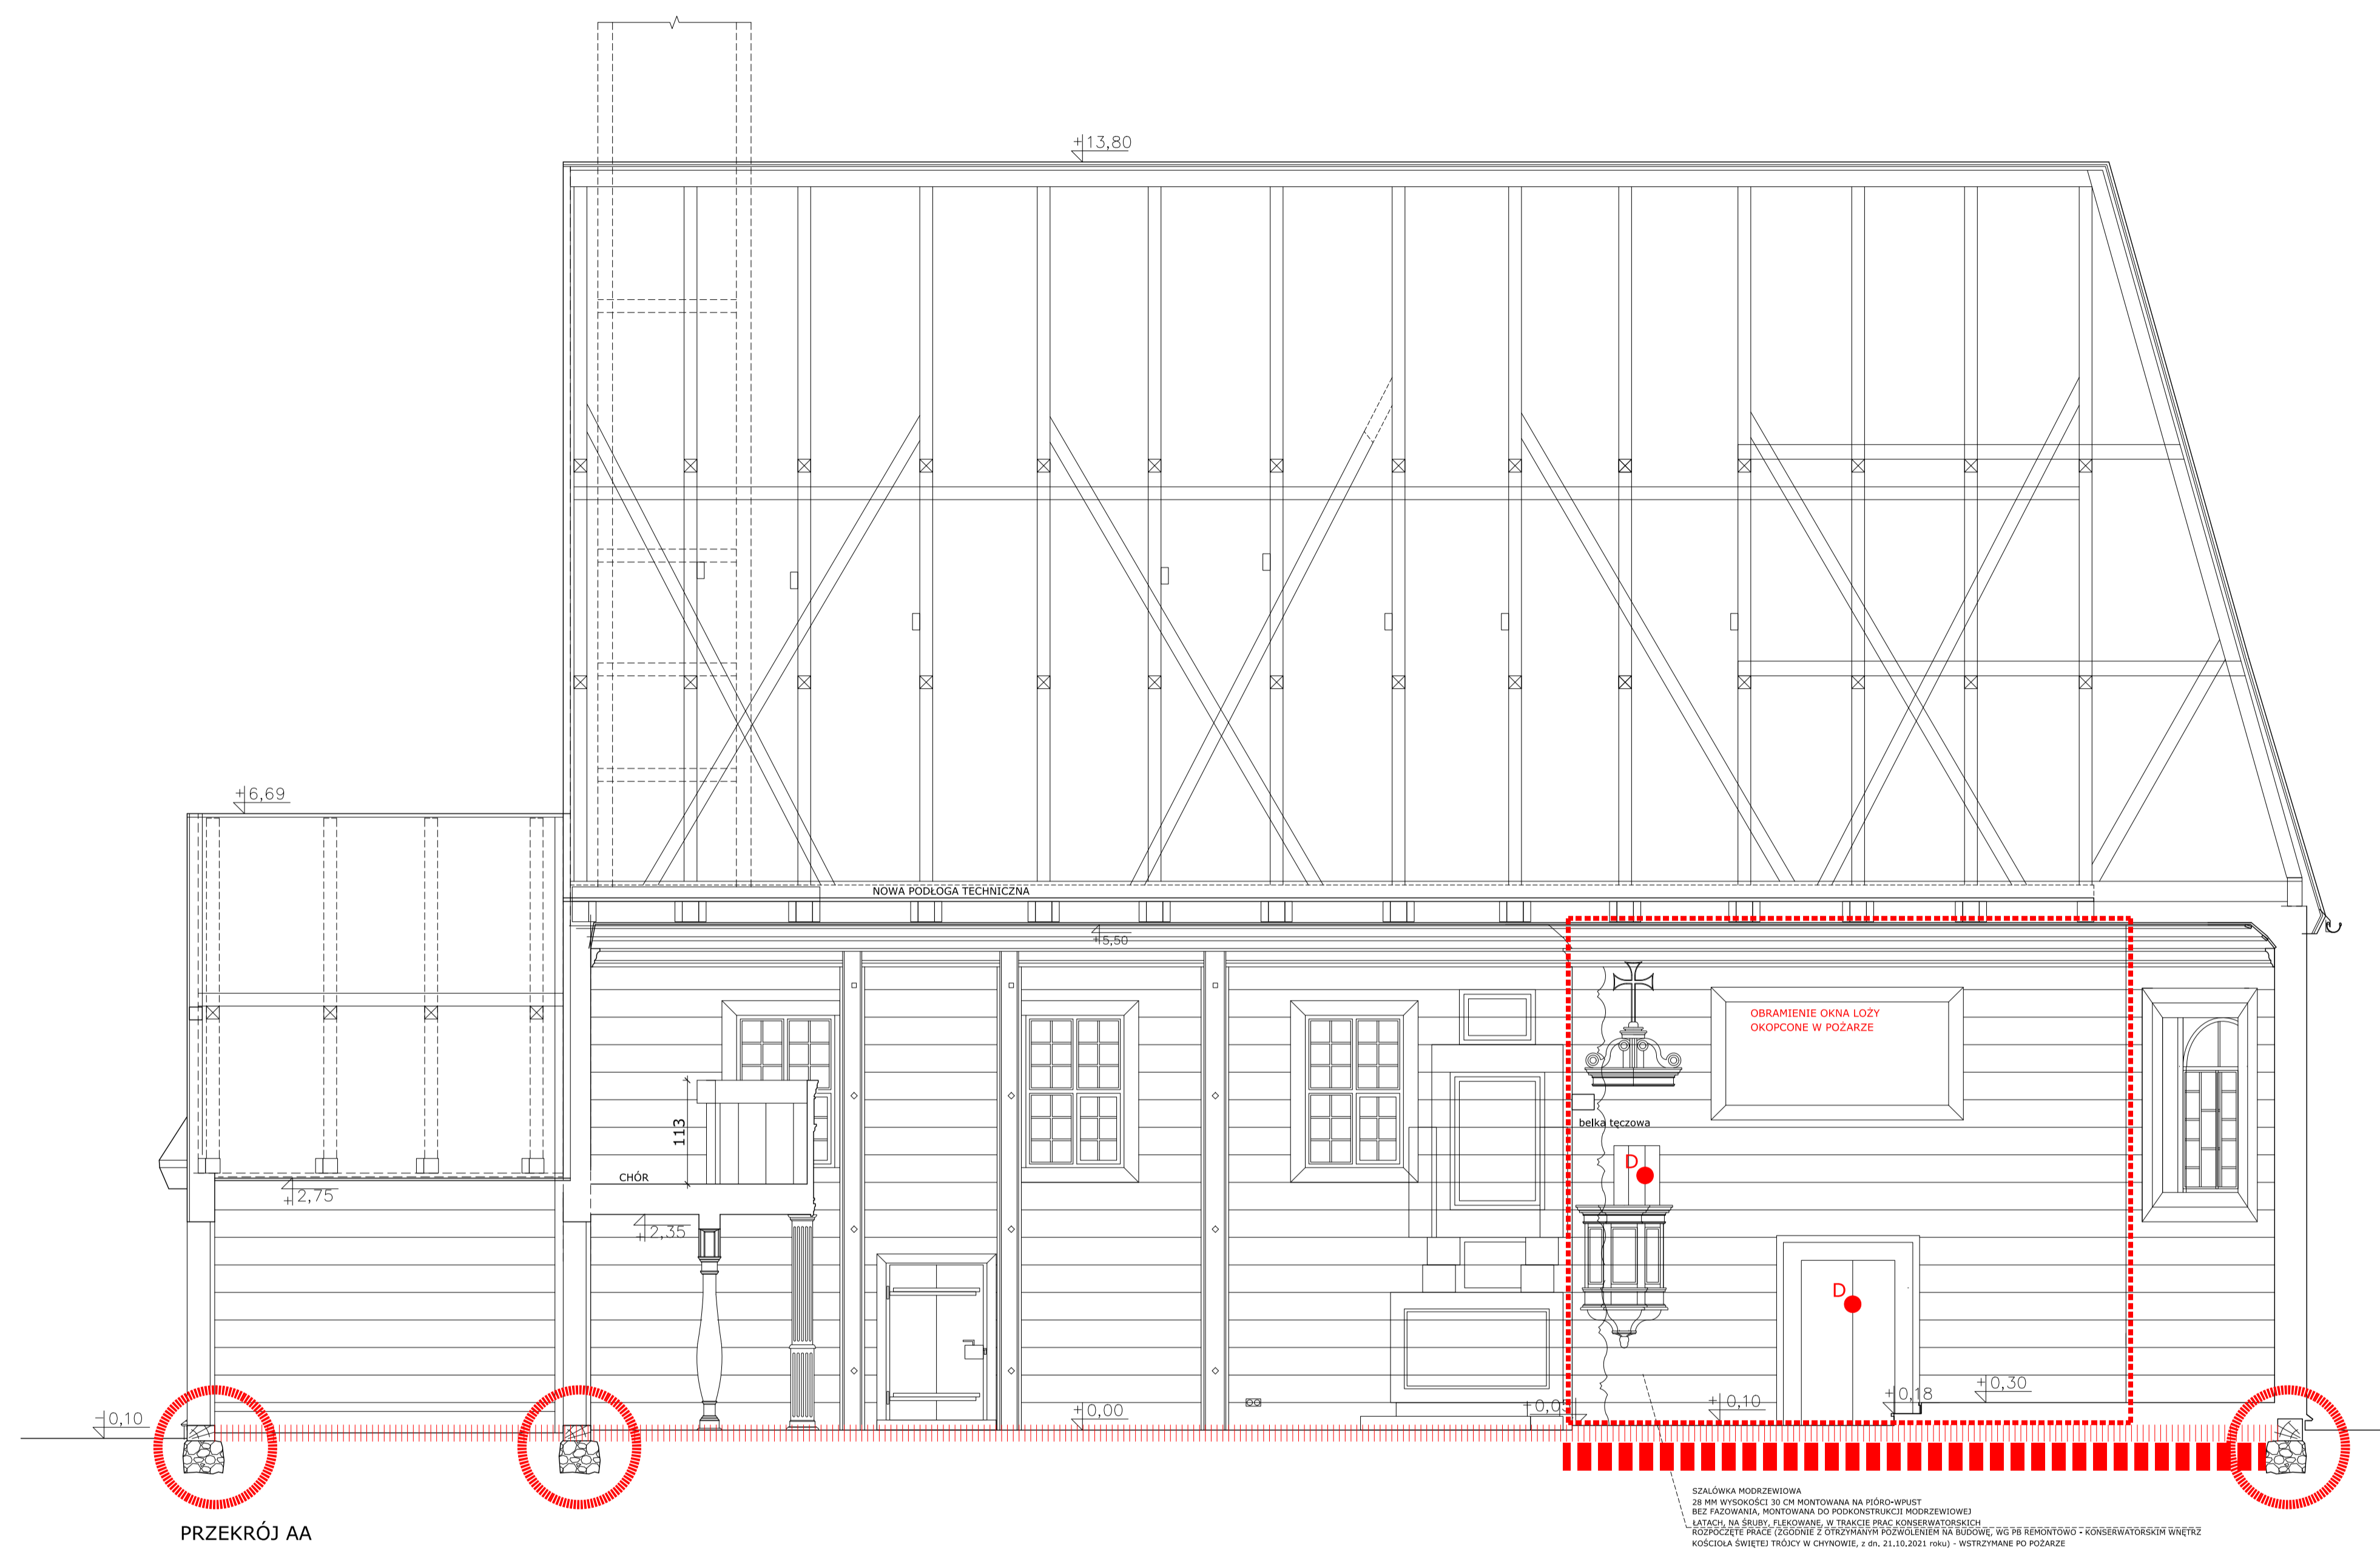 +13,80
+6,69
NOWA PODŁOGA TECHNICZNA
+5,50
OBRAMIENIE OKNA LOŻY
OKOPCONE W POŻARZE
113
belka tęczowa
D
CHÓR
+2,75
+2,35
D
-0,10
+0,00
+0,10
+0,18
+0,30
SZALÓWKA MODRZEWIOWA
28 MM WYSOKOŚCI 30 CM MONTOWANA NA PIÓRO-WPUST
BEZ FAZOWANIA, MONTOWANA DO PODKONSTRUKCJI MODRZEWIOWEJ
ŁATACH, NA ŚRUBY, FLEKOWANE, W TRAKCIE PRAC KONSERWATORSKICH
ROZPOCZĘTE PRACE (ZGODNIE Z OTRZYMANYM POZWOLENIEM NA BUDOWĘ, WG PB REMONTOWO - KONSERWATORSKIM WNĘTRZ
KOŚCIOŁA ŚWIĘTEJ TRÓJCY W CHYNOWIE, z dn. 21.10.2021 roku) - WSTRZYMANE PO POŻARZE
PRZEKRÓJ AA